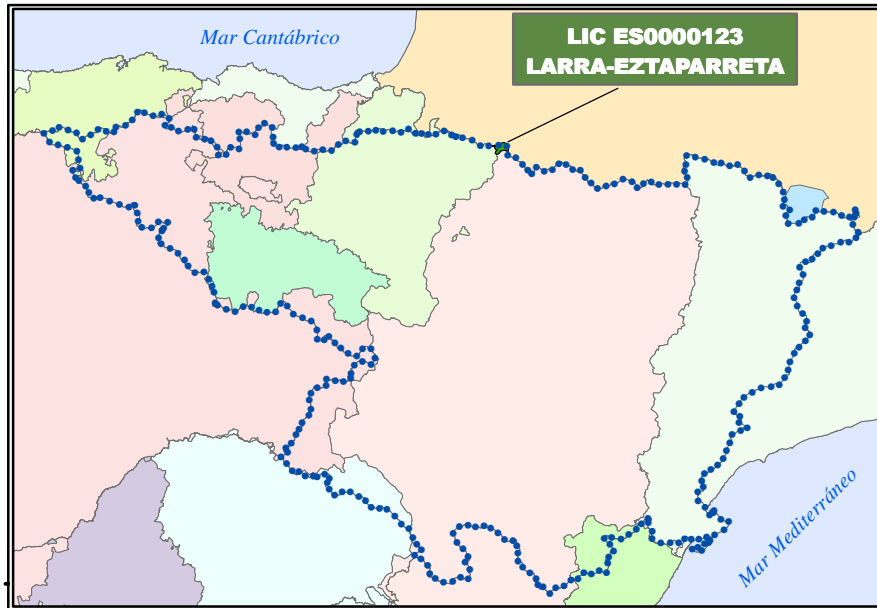 Mar Cantábrico
LIC ES0000123
LARRA-EZTAPARRETA
Mar Mediterráneo